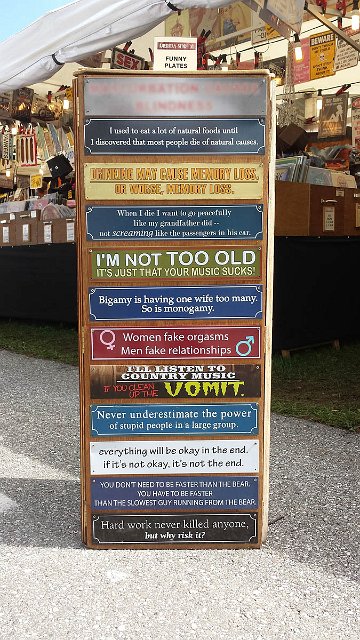 FUNNY
PLATES
BLINDNESS
I used to eat a lot of natural foods until
I discovered that most people die of natural causes.
DRINKING MAY CAUSE MEMORY LOSS,
OR WORSE, MEMORY LOSS.
When I die I want to go peacefully
like my grandfather did --
not screaming like the passengers in his car.
I'M NOT TOO OLD
IT'S JUST THAT YOUR MUSIC SUCKS!
Bigamy is having one wife too many.
So is monogamy.
Women fake orgasms
Men fake relationships
I'LL LISTEN TO
COUNTRY MUSIC
IF YOU CLEAN
UP THE VOMIT.
Never underestimate the power
of stupid people in a large group.
everything will be okay in the end.
if it's not okay, it's not the end.
YOU DON'T NEED TO BE FASTER THAN THE BEAR.
YOU HAVE TO BE FASTER
THAN THE SLOWEST GUY RUNNING FROM THE BEAR.
Hard work never killed anyone,
but why risk it?
SEX
BEWARE